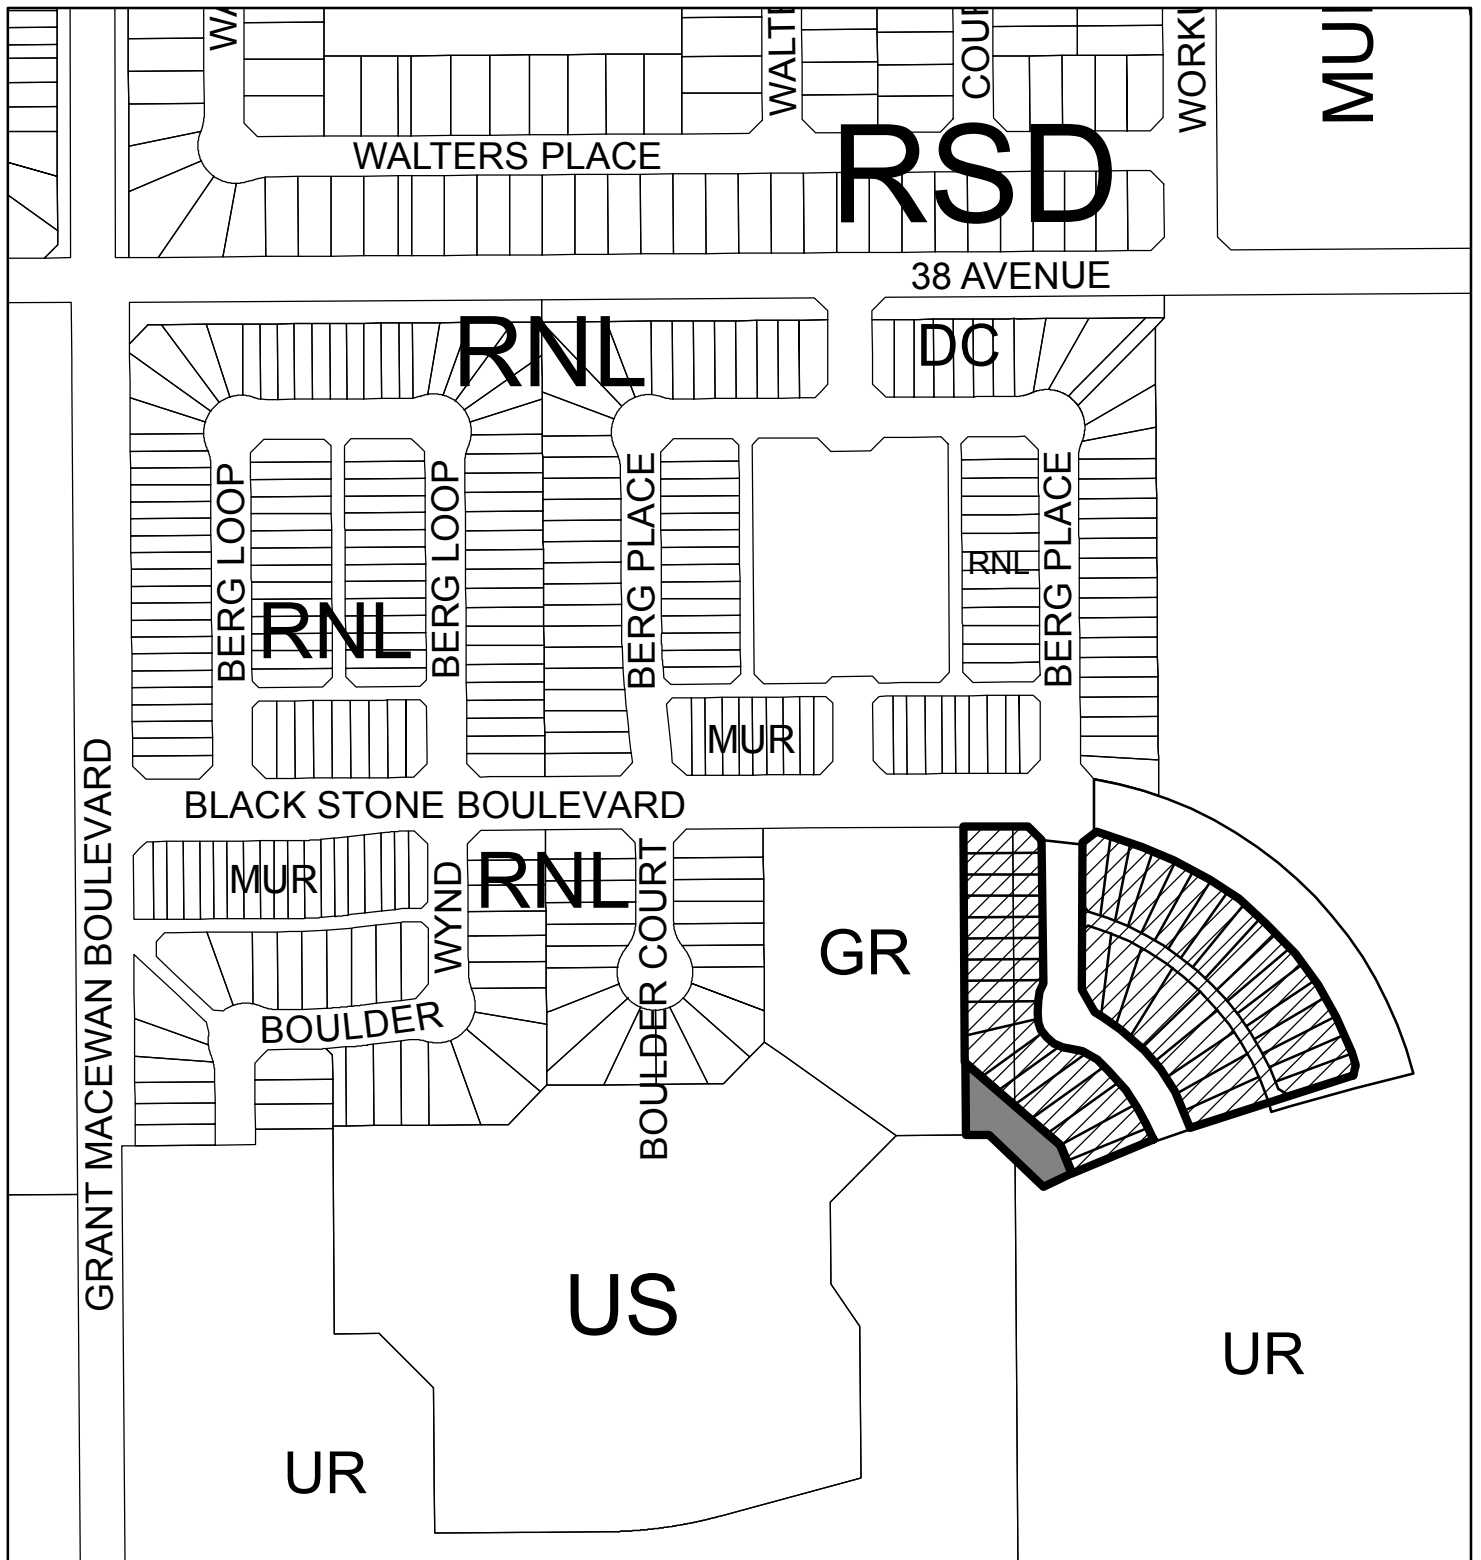 WALTERS PLACE
RSD
38 AVENUE
RNL
DC
BERG LOOP
BERG LOOP
BERG PLACE
BERG PLACE
RNL
RNL
MUR
GRANT MACEWAN BOULEVARD
BLACK STONE BOULEVARD
MUR
RNL
WYND
BOULDER COURT
GR
BOULDER
US
UR
UR